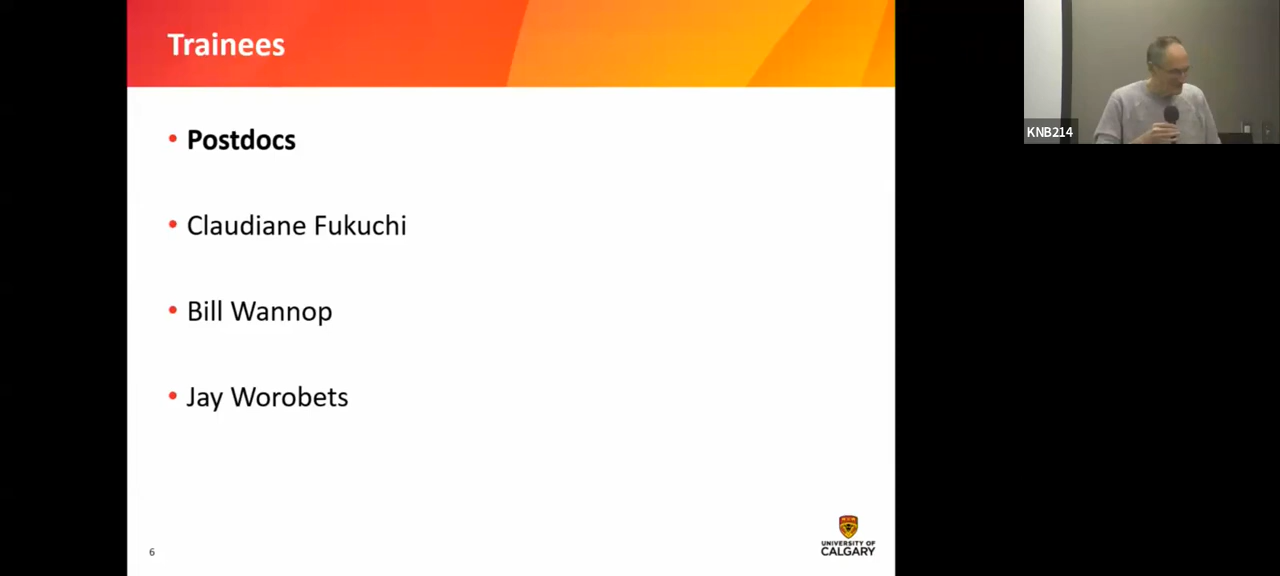 Trainees
• Postdocs
• Claudiane Fukuchi
• Bill Wannop
• Jay Worobets
6
UNIVERSITY OF
CALGARY
KNB214